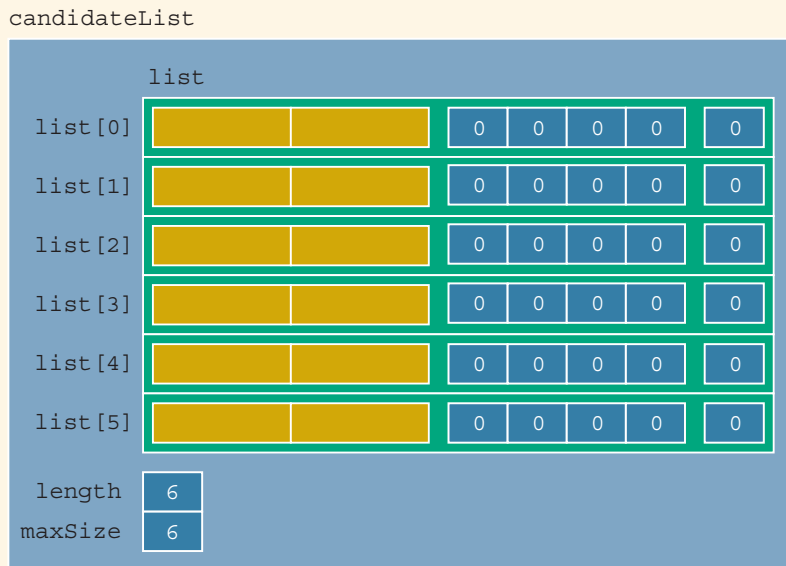 candidateList
list
list[0] 0 0 0 0 0
list[1] 0 0 0 0 0
list[2] 0 0 0 0 0
list[3] 0 0 0 0 0
list[4] 0 0 0 0 0
list[5] 0 0 0 0 0
length 6
maxSize 6